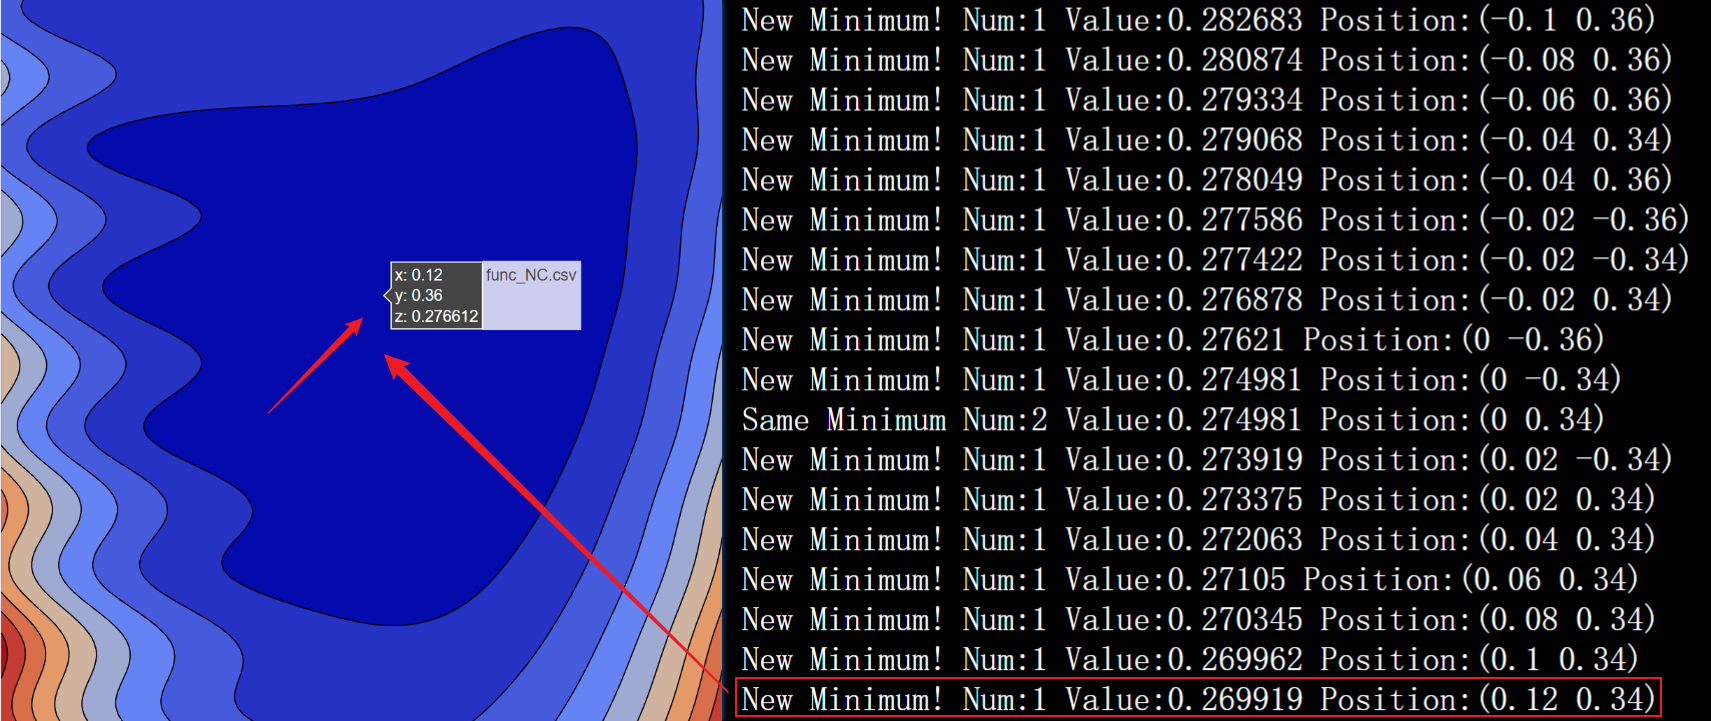 x: 0.12
y: 0.36
z: 0.276612
func_NC.csv
New Minimum! Num:1 Value:0.282683 Position:(-0.1 0.36)
New Minimum! Num:1 Value:0.280874 Position:(-0.08 0.36)
New Minimum! Num:1 Value:0.279334 Position:(-0.06 0.36)
New Minimum! Num:1 Value:0.279068 Position:(-0.04 0.34)
New Minimum! Num:1 Value:0.278049 Position:(-0.04 0.36)
New Minimum! Num:1 Value:0.277586 Position:(-0.02 -0.36)
New Minimum! Num:1 Value:0.277422 Position:(-0.02 -0.34)
New Minimum! Num:1 Value:0.276878 Position:(-0.02 0.34)
New Minimum! Num:1 Value:0.27621 Position:(0 -0.36)
New Minimum! Num:1 Value:0.274981 Position:(0 -0.34)
Same Minimum Num:2 Value:0.274981 Position:(0 0.34)
New Minimum! Num:1 Value:0.273919 Position:(0.02 -0.34)
New Minimum! Num:1 Value:0.273375 Position:(0.02 0.34)
New Minimum! Num:1 Value:0.272063 Position:(0.04 0.34)
New Minimum! Num:1 Value:0.27105 Position:(0.06 0.34)
New Minimum! Num:1 Value:0.270345 Position:(0.08 0.34)
New Minimum! Num:1 Value:0.269962 Position:(0.1 0.34)
New Minimum! Num:1 Value:0.269919 Position:(0.12 0.34)